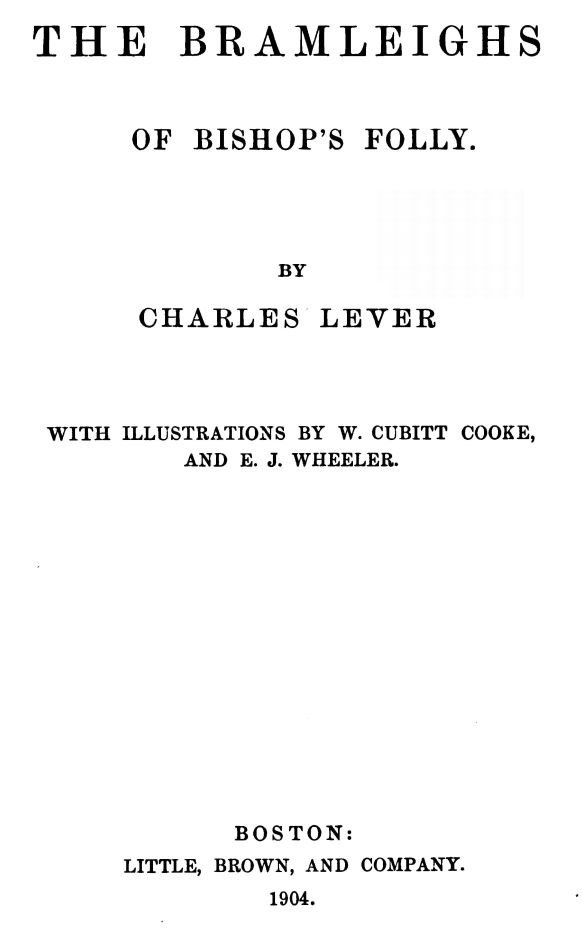 THE BRAMLEIGHS
OF BISHOP'S FOLLY.
BY
CHARLES LEVER
WITH ILLUSTRATIONS BY W. CUBITT COOKE,
AND E. J. WHEELER.
BOSTON:
LITTLE, BROWN, AND COMPANY.
1904.